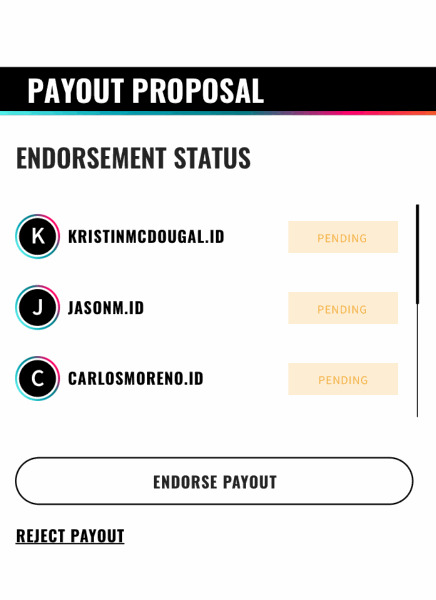 PAYOUT PROPOSAL
ENDORSEMENT STATUS
K KRISTINMCDOUGAL.ID PENDING
J JASONM.ID PENDING
C CARLOSMORENO.ID PENDING
ENDORSE PAYOUT
REJECT PAYOUT